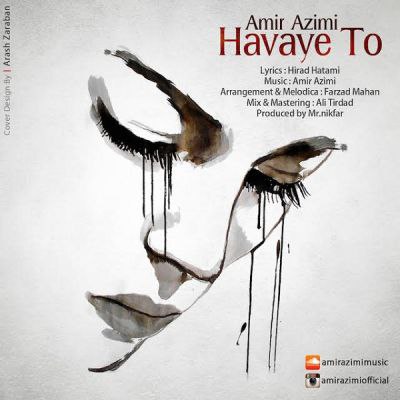 Amir Azimi
Havaye To
Lyrics : Hirad Hatami
Music : Amir Azimi
Arrangement & Melodica : Farzad Mahan
Mix & Mastering : Ali Tirdad
Produced by Mr.nikfar
Cover Design By | Arash Zaraban
amirazimimusic
amirazimiofficial